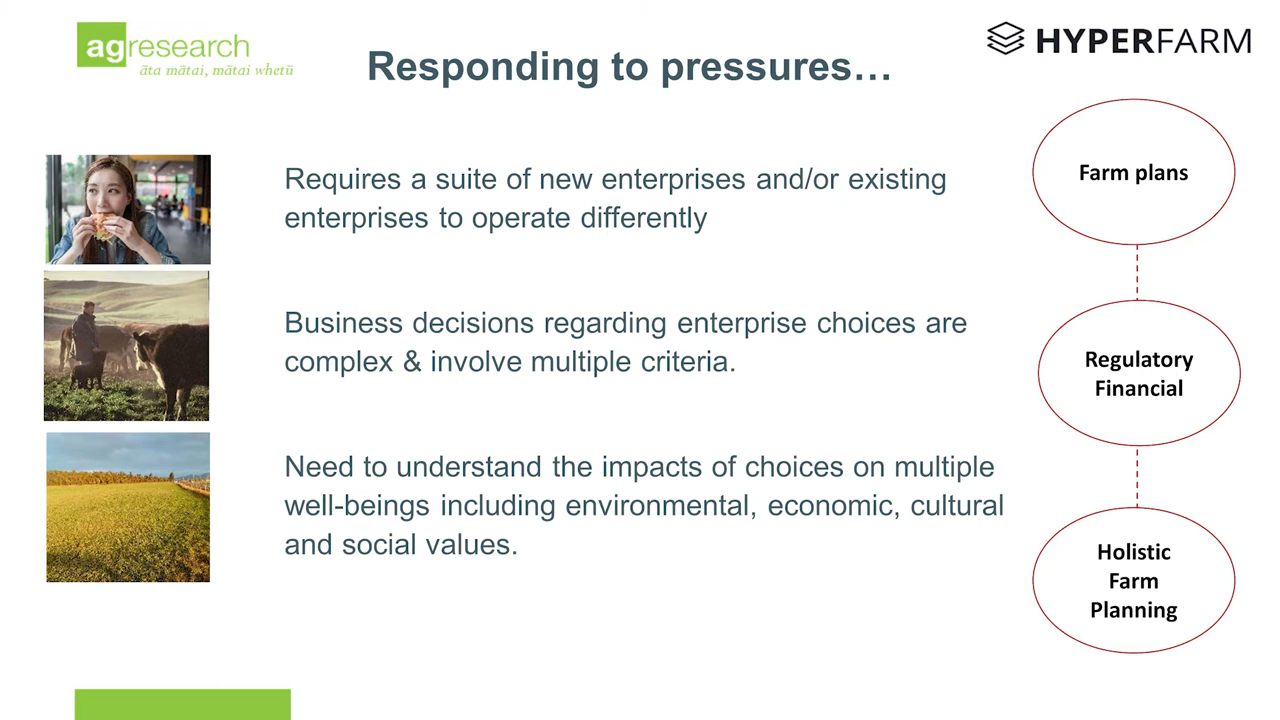 agresearch
āta mātai, mātai whetū
HYPERFARM
Responding to pressures...
Requires a suite of new enterprises and/or existing
enterprises to operate differently
Business decisions regarding enterprise choices are
complex & involve multiple criteria.
Need to understand the impacts of choices on multiple
well-beings including environmental, economic, cultural
and social values.
Farm plans
Regulatory
Financial
Holistic
Farm
Planning